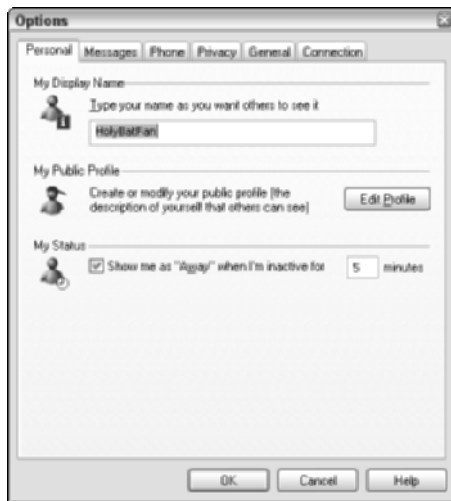 Options
Personal Messages Phone Privacy General Connection
My Display Name
Type your name as you want others to see it
HolyBatFan
My Public Profile
Create or modify your public profile (the
description of yourself that others can see)
Edit Profile
My Status
Show me as "Away" when I'm inactive for 5 minutes
OK Cancel Help